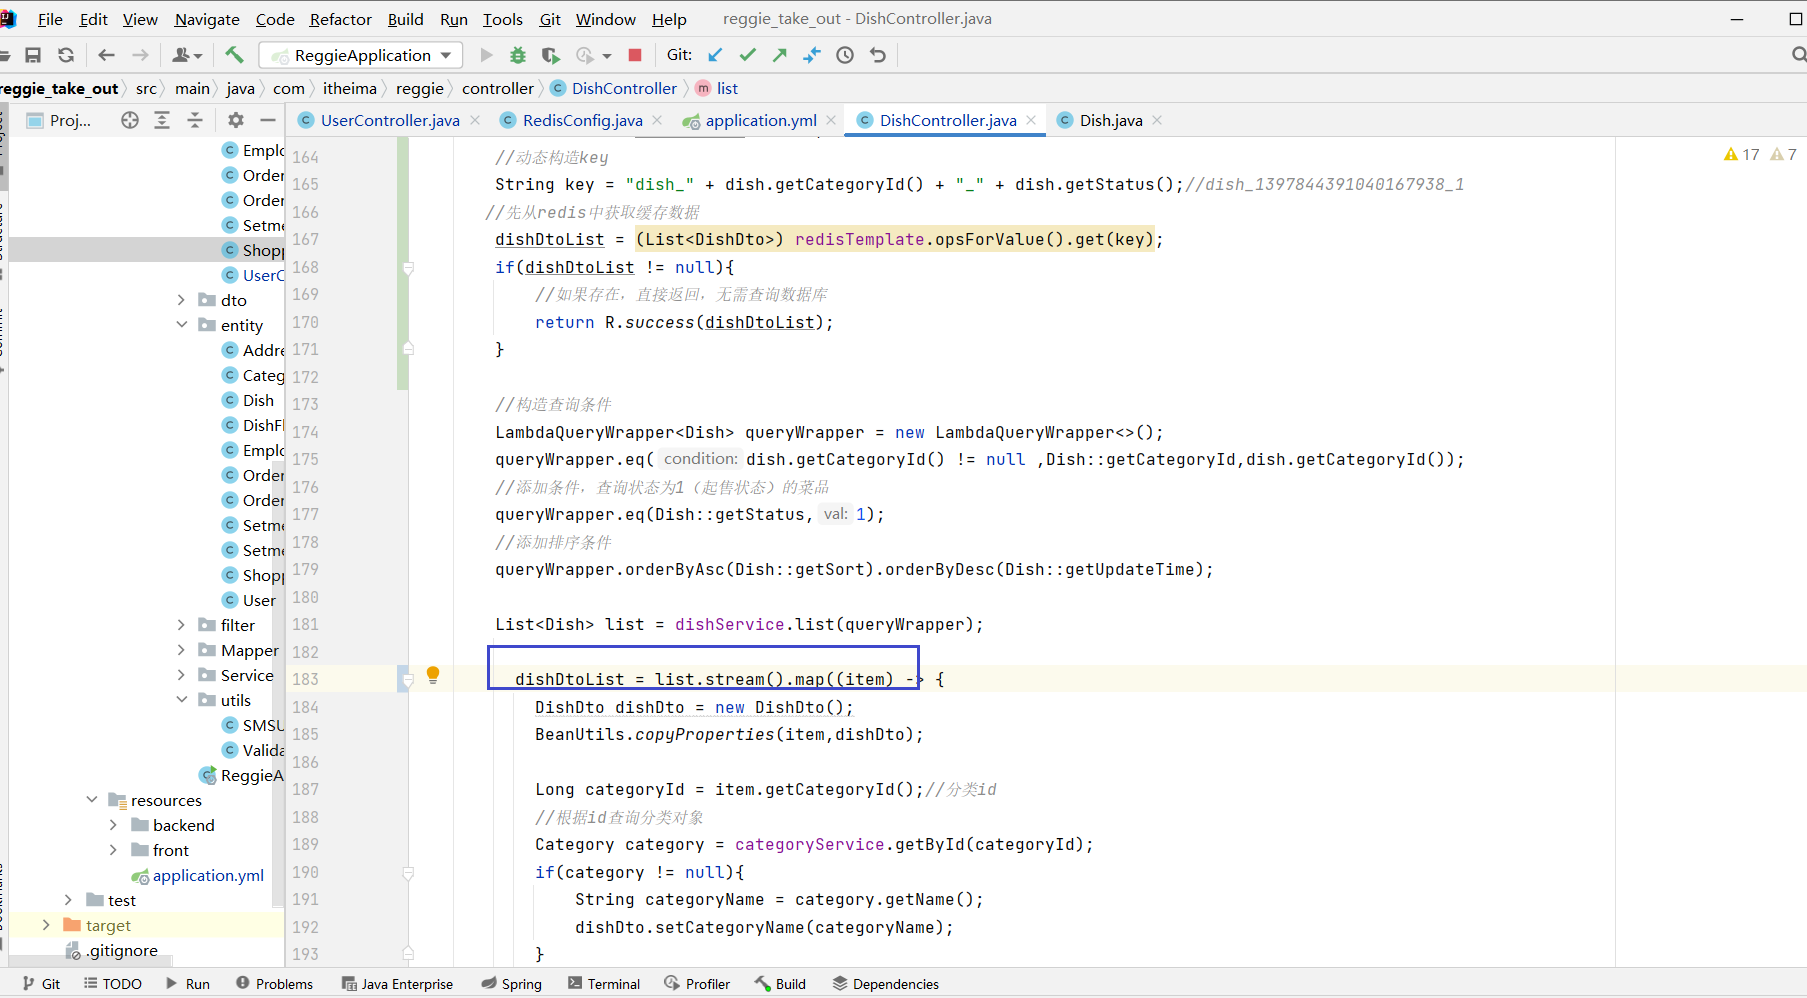 File Edit View Navigate Code Refactor Build Run Tools Git Window Help reggie_take_out - DishController.java
ReggieApplication Git:
reggie_take_out src main java com itheima reggie controller DishController list
Proj... UserController.java RedisConfig.java application.yml DishController.java Dish.java
17 7
Emplo
Order
Order
Setme
Shopp
UserC
dto
entity
Addre
Categ
Dish
DishFl
Emplo
Order
Order
Setme
Setme
Shopp
User
filter
Mapper
Service
utils
SMSU
Valida
ReggieA
resources
backend
front
application.yml
test
target
.gitignore
164 //动态构造key
165 String key = "dish_" + dish.getCategoryId() + "_" + dish.getStatus();//dish_1397844391040167938_1
166 //先从redis中获取缓存数据
167 dishDtoList = (List<DishDto>) redisTemplate.opsForValue().get(key);
168 if(dishDtoList != null){
169 //如果存在，直接返回，无需查询数据库
170 return R.success(dishDtoList);
171 }
172
173 //构造查询条件
174 LambdaQueryWrapper<Dish> queryWrapper = new LambdaQueryWrapper<>();
175 queryWrapper.eq( condition: dish.getCategoryId() != null ,Dish::getCategoryId,dish.getCategoryId());
176 //添加条件，查询状态为1（起售状态）的菜品
177 queryWrapper.eq(Dish::getStatus, val: 1);
178 //添加排序条件
179 queryWrapper.orderByAsc(Dish::getSort).orderByDesc(Dish::getUpdateTime);
180
181 List<Dish> list = dishService.list(queryWrapper);
182
183 dishDtoList = list.stream().map((item) -> {
184 DishDto dishDto = new DishDto();
185 BeanUtils.copyProperties(item,dishDto);
186
187 Long categoryId = item.getCategoryId();//分类id
188 //根据id查询分类对象
189 Category category = categoryService.getById(categoryId);
190 if(category != null){
191 String categoryName = category.getName();
192 dishDto.setCategoryName(categoryName);
193 }
Git TODO Run Problems Java Enterprise Spring Terminal Profiler Build Dependencies